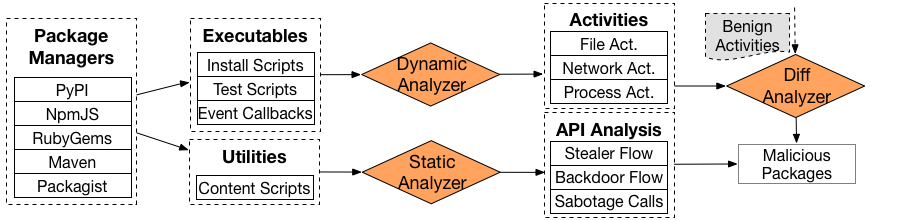 Package
Managers
PyPI
NpmJS
RubyGems
Maven
Packagist
Executables
Install Scripts
Test Scripts
Event Callbacks
Utilities
Content Scripts
Dynamic
Analyzer
Static
Analyzer
Activities
File Act.
Network Act.
Process Act.
API Analysis
Stealer Flow
Backdoor Flow
Sabotage Calls
Benign
Activities
Diff
Analyzer
Malicious
Packages